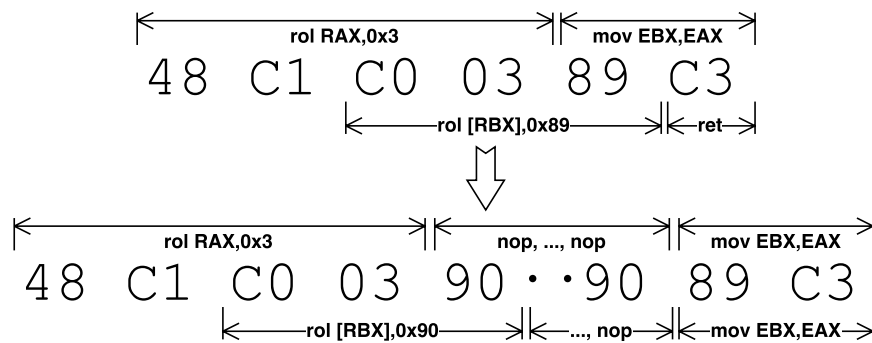 rol RAX,0x3 mov EBX,EAX
48 C1 C0 03 89 C3
rol [RBX],0x89 ret
rol RAX,0x3 nop, ..., nop mov EBX,EAX
48 C1 C0 03 90 · · 90 89 C3
rol [RBX],0x90 ..., nop mov EBX,EAX